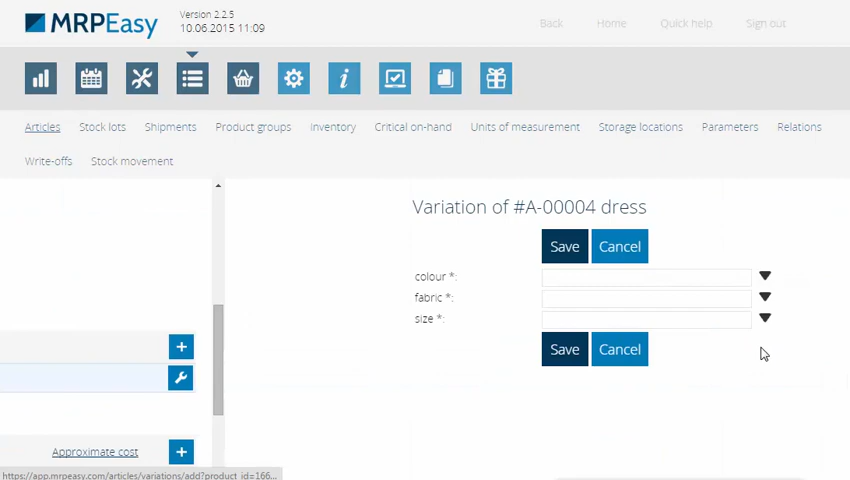 MRPEasy
Version 2.2.5
10.06.2015 11:09
Back Home Quick help Sign out
Articles Stock lots Shipments Product groups Inventory Critical on-hand Units of measurement Storage locations Parameters Relations
Write-offs Stock movement
Variation of #A-00004 dress
Save Cancel
colour *:
fabric *:
size *:
Save Cancel
Approximate cost
https://app.mrpeasy.com/articles/variations/add?product_id=166...